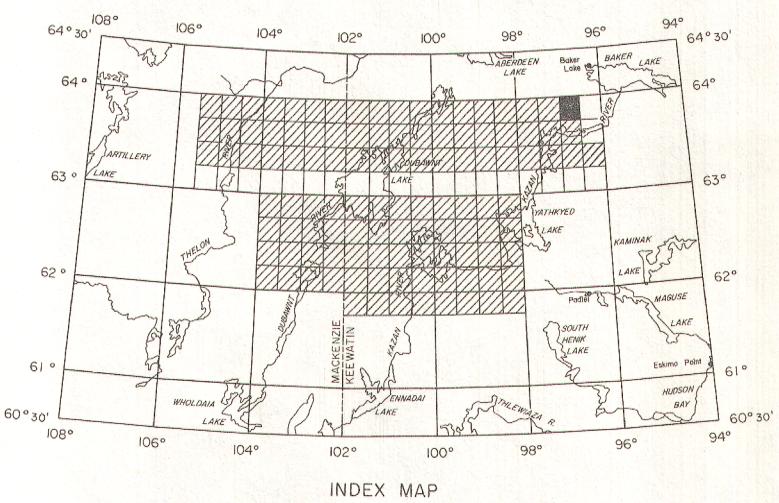 108° 106° 104° 102° 100° 98° 96° 94°
64° 30' 64° 30'
ABERDEEN
LAKE
Baker
Lake
BAKER LAKE
64° 64°
RIVER
RIVER
ARTILLERY
LAKE
DUBAWNT
LAKE
63° 63°
KAZAN
RIVER
YATHKYED
LAKE
THELON
KAMINAK
LAKE
62° 62°
RIVER
Padlei
MAGUSE
LAKE
DUBAWNT
MACKENZIE
KEEWATIN
KAZAN
SOUTH
HENIK
LAKE
Eskimo Point
61° 61°
WHOLDAIA
LAKE
ENNADAI
LAKE
THLEWIAZA R.
HUDSON
BAY
60° 30' 60° 30'
108° 106° 104° 102° 100° 98° 96° 94°
INDEX MAP